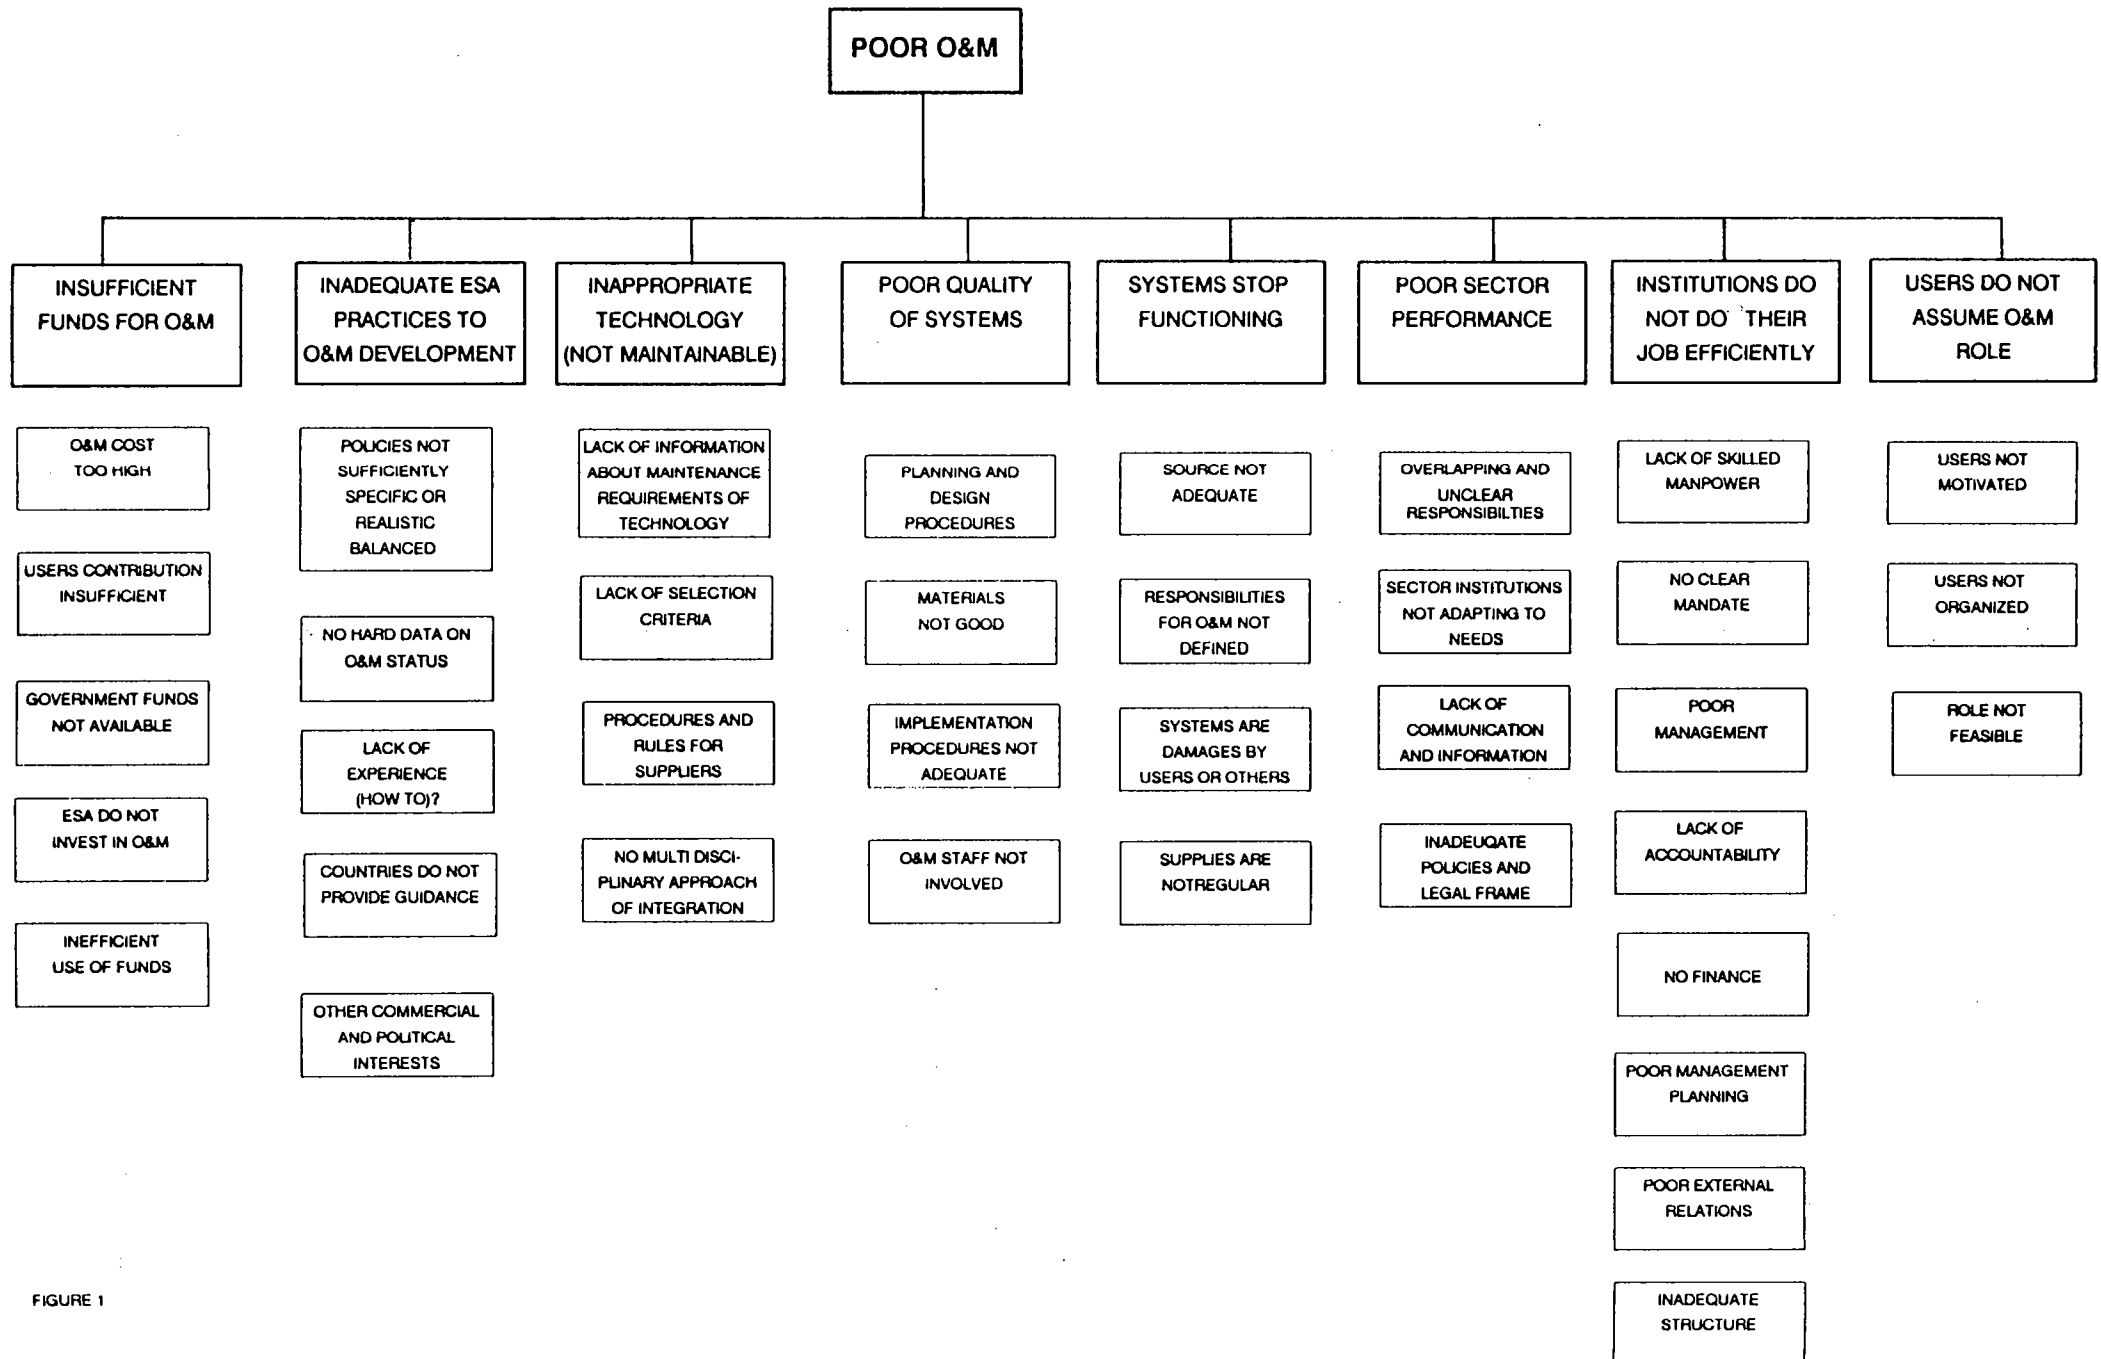 POOR O&M
INSUFFICIENT
FUNDS FOR O&M
O&M COST
TOO HIGH
USERS CONTRIBUTION
INSUFFICIENT
GOVERNMENT FUNDS
NOT AVAILABLE
ESA DO NOT
INVEST IN O&M
INEFFICIENT
USE OF FUNDS
INADEQUATE ESA
PRACTICES TO
O&M DEVELOPMENT
POLICIES NOT
SUFFICIENTLY
SPECIFIC OR
REALISTIC
BALANCED
NO HARD DATA ON
O&M STATUS
LACK OF
EXPERIENCE
(HOW TO)?
COUNTRIES DO NOT
PROVIDE GUIDANCE
OTHER COMMERCIAL
AND POLITICAL
INTERESTS
INAPPROPRIATE
TECHNOLOGY
(NOT MAINTAINABLE)
LACK OF INFORMATION
ABOUT MAINTENANCE
REQUIREMENTS OF
TECHNOLOGY
LACK OF SELECTION
CRITERIA
PROCEDURES AND
RULES FOR
SUPPLIERS
NO MULTI DISCI-
PLINARY APPROACH
OF INTEGRATION
POOR QUALITY
OF SYSTEMS
PLANNING AND
DESIGN
PROCEDURES
MATERIALS
NOT GOOD
IMPLEMENTATION
PROCEDURES NOT
ADEQUATE
O&M STAFF NOT
INVOLVED
SYSTEMS STOP
FUNCTIONING
SOURCE NOT
ADEQUATE
RESPONSIBILITIES
FOR O&M NOT
DEFINED
SYSTEMS ARE
DAMAGES BY
USERS OR OTHERS
SUPPLIES ARE
NOTREGULAR
POOR SECTOR
PERFORMANCE
OVERLAPPING AND
UNCLEAR
RESPONSIBILTIES
SECTOR INSTITUTIONS
NOT ADAPTING TO
NEEDS
LACK OF
COMMUNICATION
AND INFORMATION
INADEUQATE
POLICIES AND
LEGAL FRAME
INSTITUTIONS DO
NOT DO THEIR
JOB EFFICIENTLY
LACK OF SKILLED
MANPOWER
NO CLEAR
MANDATE
POOR
MANAGEMENT
LACK OF
ACCOUNTABILITY
NO FINANCE
POOR MANAGEMENT
PLANNING
POOR EXTERNAL
RELATIONS
INADEQUATE
STRUCTURE
USERS DO NOT
ASSUME O&M
ROLE
USERS NOT
MOTIVATED
USERS NOT
ORGANIZED
ROLE NOT
FEASIBLE
FIGURE 1